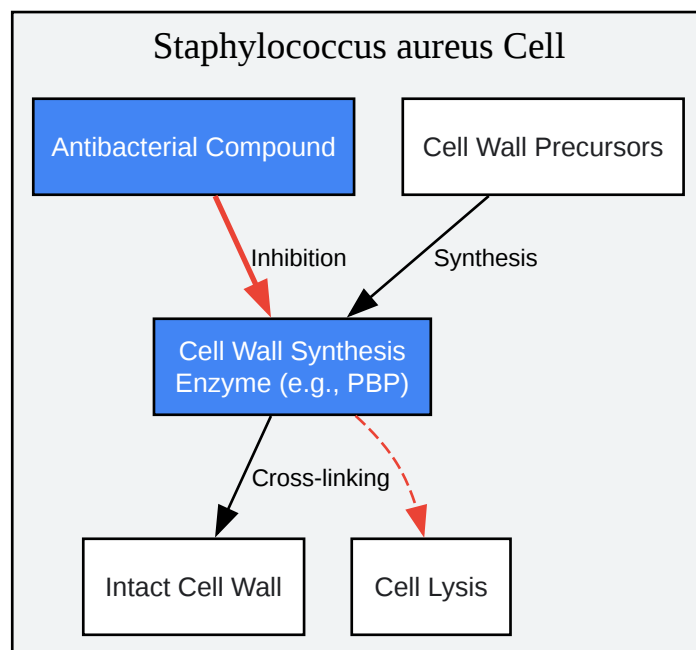 Staphylococcus aureus Cell
Antibacterial Compound
Cell Wall Precursors
Inhibition
Synthesis
Cell Wall Synthesis
Enzyme (e.g., PBP)
Cross-linking
Intact Cell Wall
Cell Lysis